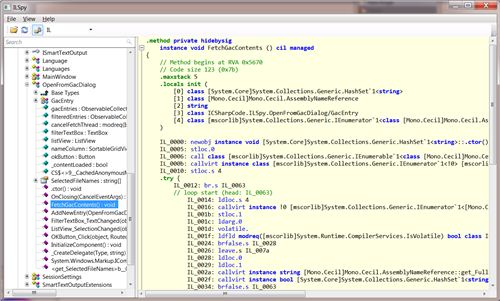 ILSpy
File View Help
IL
Search
ISmartTextOutput
Language
Languages
MainWindow
OpenFromGacDialog
Base Types
GacEntry
gacEntries : ObservableCollect
filteredEntries : ObservableCol
cancelFetchThread : modreq(b
filterTextBox : TextBox
listView : ListView
nameColumn : SortableGridVie
okButton : Button
_contentLoaded : bool
CS$<>9__CachedAnonymousM
SelectedFileNames : string[]
.ctor() : void
OnClosing(CancelEventArgs) :
FetchGacContents() : void
AddNewEntry(OpenFromGacD
FilterTextBox_TextChanged(o
ListView_SelectionChanged(ob
OKButton_Click(object, Routed
InitializeComponent() : void
_CreateDelegate(Type, string)
System.Windows.Markup.ICom
<get_SelectedFileNames>b__
SessionSettings
SmartTextOutputExtensions
.method private hidebysig
instance void FetchGacContents () cil managed
{
// Method begins at RVA 0x5670
// Code size 123 (0x7b)
.maxstack 5
.locals init (
[0] class [System.Core]System.Collections.Generic.HashSet`1<string>
[1] class [Mono.Cecil]Mono.Cecil.AssemblyNameReference
[2] string
[3] class ICSharpCode.ILSpy.OpenFromGacDialog/GacEntry
[4] class [mscorlib]System.Collections.Generic.IEnumerator`1<class [Mono.Cecil]Mono.Cec
)
IL_0000: newobj instance void [System.Core]System.Collections.Generic.HashSet`1<string>::.ctor()
IL_0005: stloc.0
IL_0006: call class [mscorlib]System.Collections.Generic.IEnumerable`1<class [Mono.Cecil]Mono.C
IL_000b: callvirt instance class [mscorlib]System.Collections.Generic.IEnumerator`1<!0>
IL_0010: stloc.s 4
.try {
IL_0012: br.s IL_0063
// loop start (head: IL_0063)
IL_0014: ldloc.s 4
IL_0016: callvirt instance !0 [mscorlib]System.Collections.Generic.IEnumerator`1<class
IL_001b: stloc.1
IL_001c: ldarg.0
IL_001d: volatile.
IL_001f: ldfld modreq([mscorlib]System.Runtime.CompilerServices.IsVolatile) bool class I
IL_0024: brfalse.s IL_0028
IL_0026: leave.s IL_007a
IL_0028: ldloc.0
IL_0029: ldloc.1
IL_002a: callvirt instance string [Mono.Cecil]Mono.Cecil.AssemblyNameReference::get_Full
IL_002f: callvirt instance bool [System.Core]System.Collections.Generic.HashSet`1<string
IL_0034: brfalse.s IL_0063